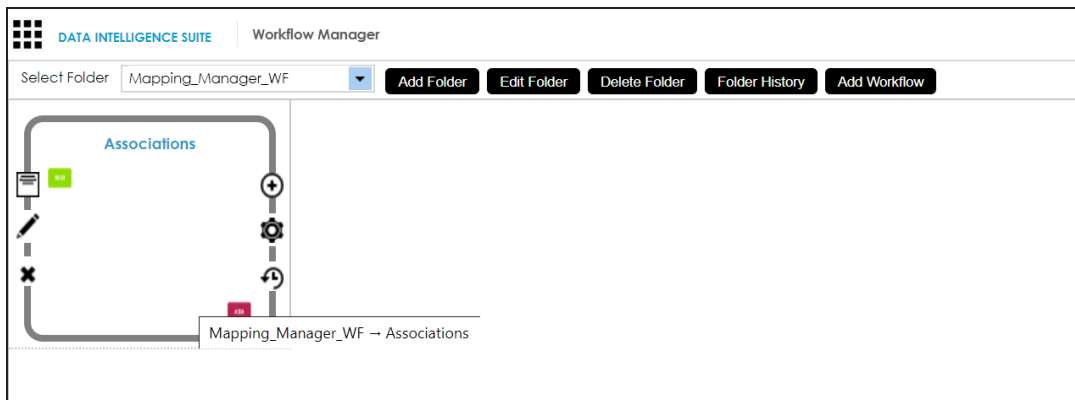 DATA INTELLIGENCE SUITE Workflow Manager
Select Folder Mapping_Manager_WF Add Folder Edit Folder Delete Folder Folder History Add Workflow
Associations
Mapping_Manager_WF → Associations